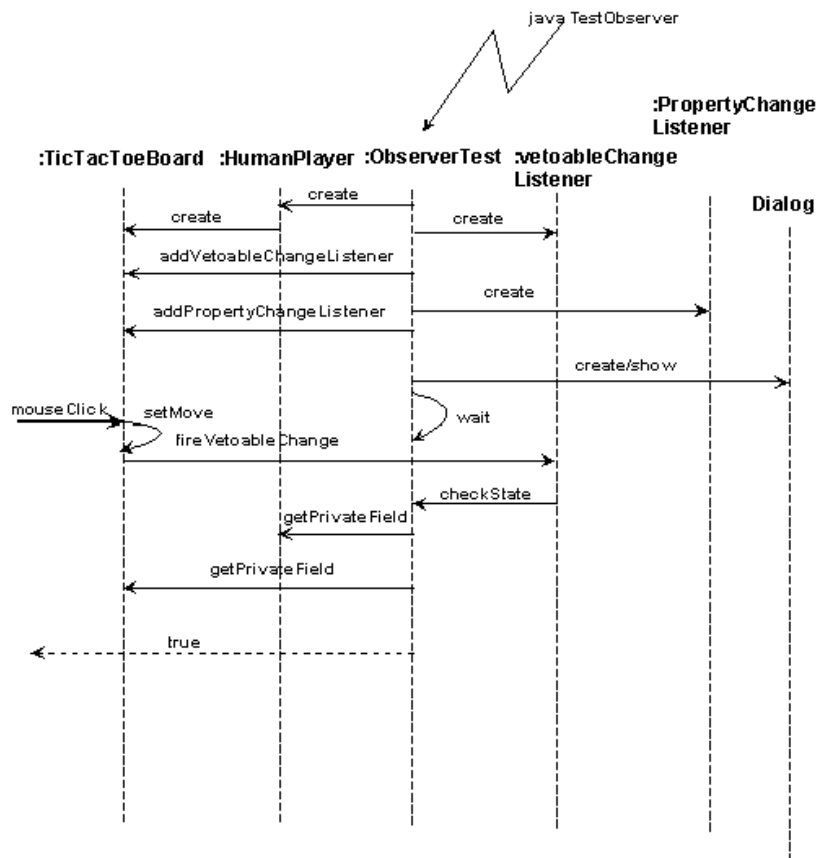 java TestObserver
:PropertyChange
Listener
:TicTacToeBoard :HumanPlayer :ObserverTest :vetoableChange
Listener
Dialog
create
create
create
addVetoableChangeListener
create
addPropertyChangeListener
create/show
mouseClick
setMove
wait
fireVetoableChange
checkState
getPrivateField
getPrivateField
true